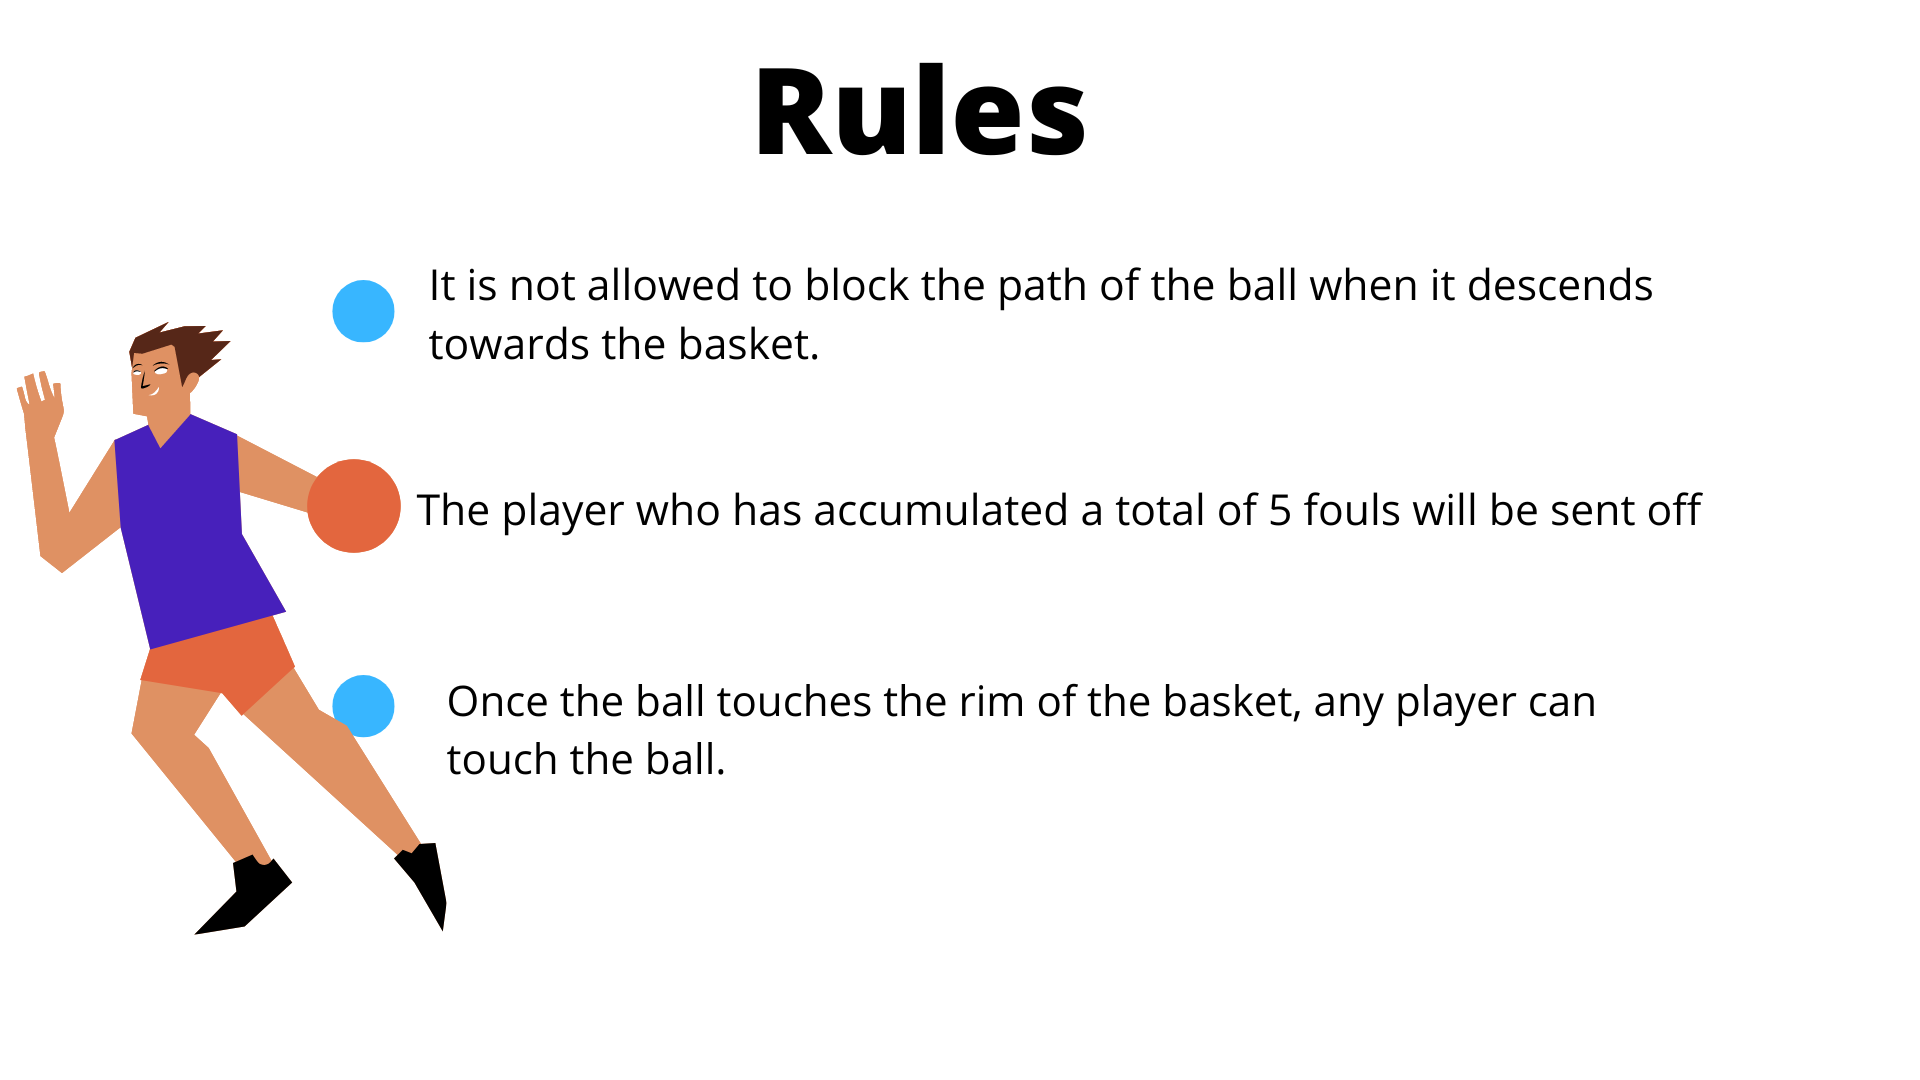 Rules
It is not allowed to block the path of the ball when it descends
towards the basket.
The player who has accumulated a total of 5 fouls will be sent off
Once the ball touches the rim of the basket, any player can
touch the ball.